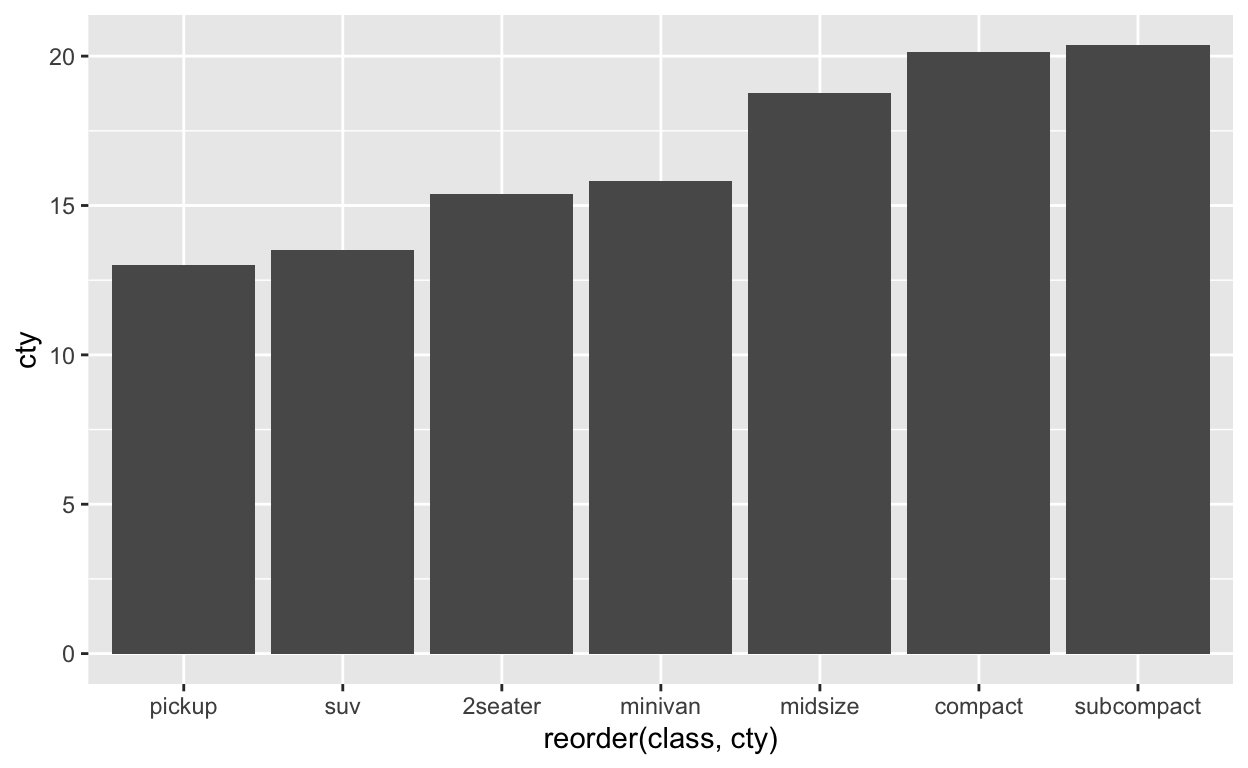 20
15
10
5
0
cty
pickup suv 2seater minivan midsize compact subcompact
reorder(class, cty)